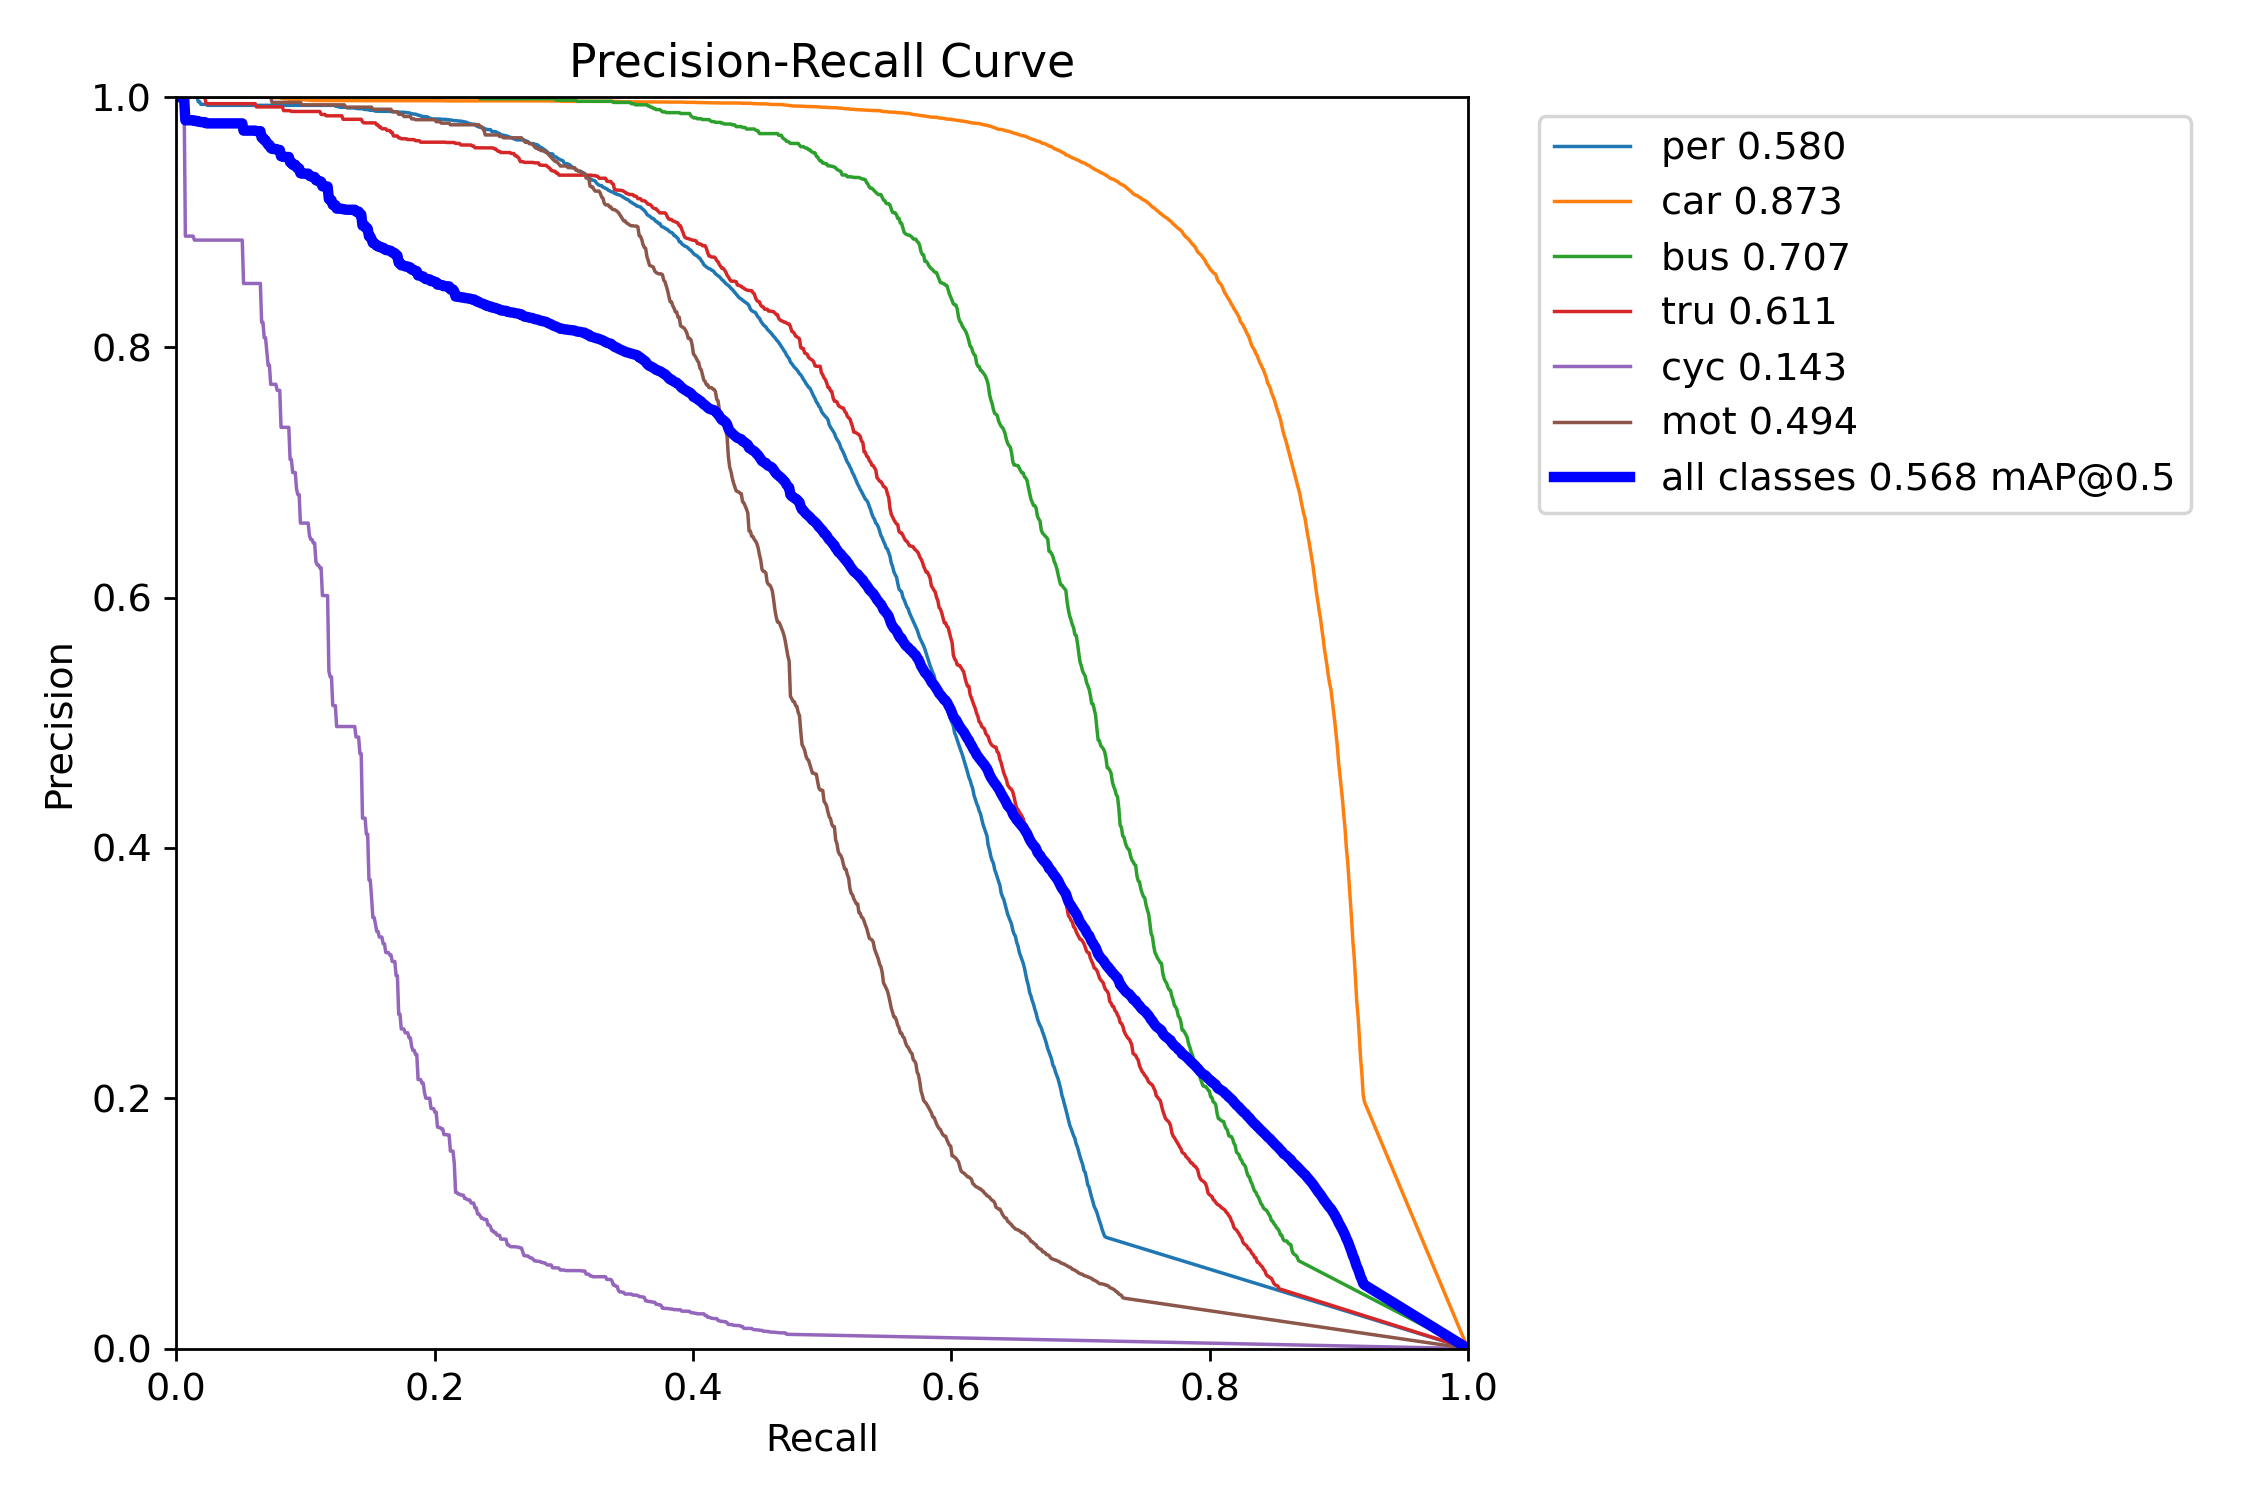 Precision-Recall Curve
1.0
0.8
0.6
0.4
0.2
0.0
Precision
0.0 0.2 0.4 0.6 0.8 1.0
Recall
per 0.580
car 0.873
bus 0.707
tru 0.611
cyc 0.143
mot 0.494
all classes 0.568 mAP@0.5